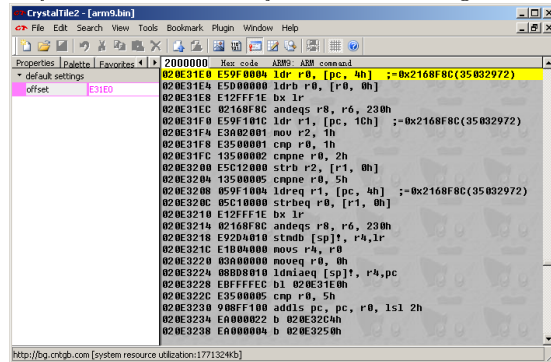 CrystalTile2 - [arm9.bin]
File Edit Search View Tools Bookmark Plugin Window Help
Properties Palette Favorites
default settings
offset E31E0
2000000 Hex code ARM9: ARM command
020E31E0 E59F0004 ldr r0, [pc, 4h] ;=0x2168F8C(35032972)
020E31E4 E5D00000 ldrb r0, [r0, 0h]
020E31E8 E12FFF1E bx lr
020E31EC 02168F8C andeqs r8, r6, 230h
020E31F0 E59F101C ldr r1, [pc, 1Ch] ;=0x2168F8C(35032972)
020E31F4 E3A02001 mov r2, 1h
020E31F8 E3500001 cmp r0, 1h
020E31FC 13500002 cmpne r0, 2h
020E3200 E5C12000 strb r2, [r1, 0h]
020E3204 13500005 cmpne r0, 5h
020E3208 059F1004 ldreq r1, [pc, 4h] ;=0x2168F8C(35032972)
020E320C 05C10000 strbeq r0, [r1, 0h]
020E3210 E12FFF1E bx lr
020E3214 02168F8C andeqs r8, r6, 230h
020E3218 E92D4010 stmdb [sp]!, r4,lr
020E321C E1B04000 movs r4, r0
020E3220 03A00000 moveq r0, 0h
020E3224 08BD8010 ldmiaeq [sp]!, r4,pc
020E3228 EBFFFFEC bl 020E31E0h
020E322C E3500005 cmp r0, 5h
020E3230 908FF100 addls pc, pc, r0, lsl 2h
020E3234 EA000022 b 020E32C4h
020E3238 EA000004 b 020E3250h
http://bg.cntgb.com [system resource utilization:1771324Kb]